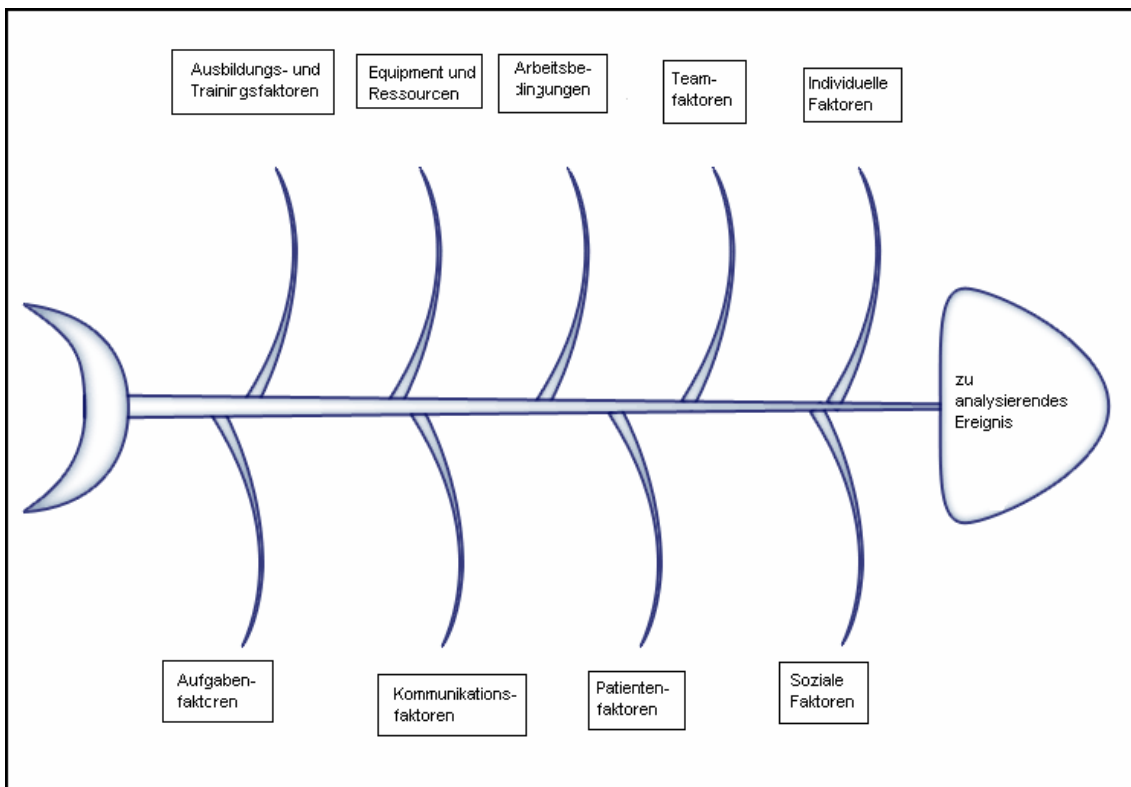 Ausbildungs- und
Trainingsfaktoren
Equipment und
Ressourcen
Arbeitsbe-
dingungen
Team-
faktoren
Individuelle
Faktoren
zu
analysierendes
Ereignis
Aufgaben-
faktoren
Kommunikations-
faktoren
Patienten-
faktoren
Soziale
Faktoren